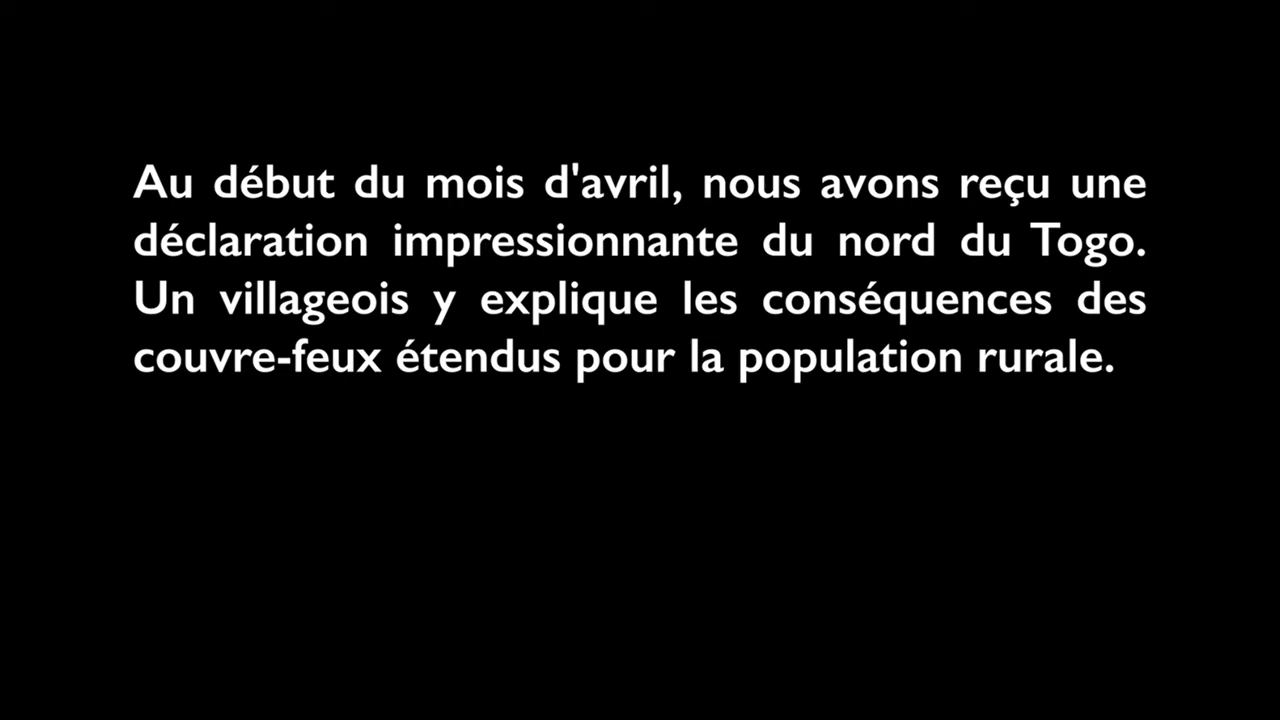 Au début du mois d'avril, nous avons reçu une
déclaration impressionnante du nord du Togo.
Un villageois y explique les conséquences des
couvre-feux étendus pour la population rurale.